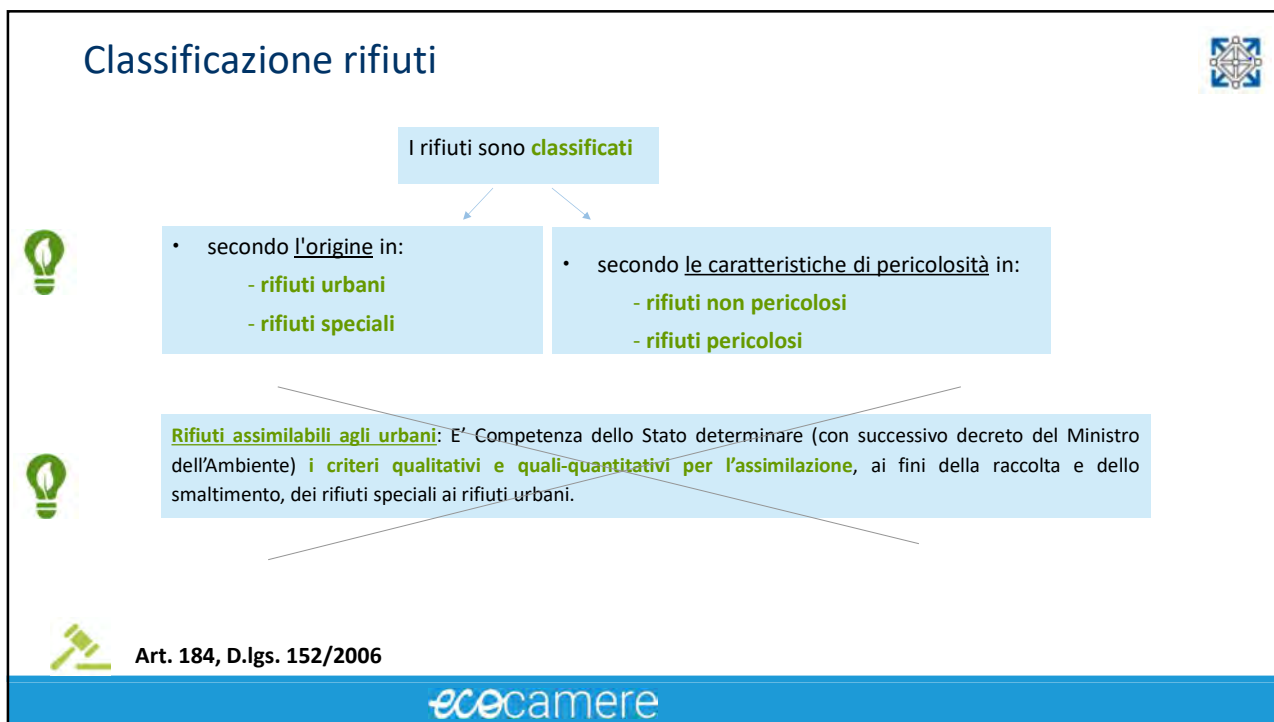 Classificazione rifiuti
I rifiuti sono classificati
• secondo l'origine in:
- rifiuti urbani
- rifiuti speciali
• secondo le caratteristiche di pericolosità in:
- rifiuti non pericolosi
- rifiuti pericolosi
Rifiuti assimilabili agli urbani: E’ Competenza dello Stato determinare (con successivo decreto del Ministro
dell’Ambiente) i criteri qualitativi e quali-quantitativi per l’assimilazione, ai fini della raccolta e dello
smaltimento, dei rifiuti speciali ai rifiuti urbani.
Art. 184, D.lgs. 152/2006
ecocamere